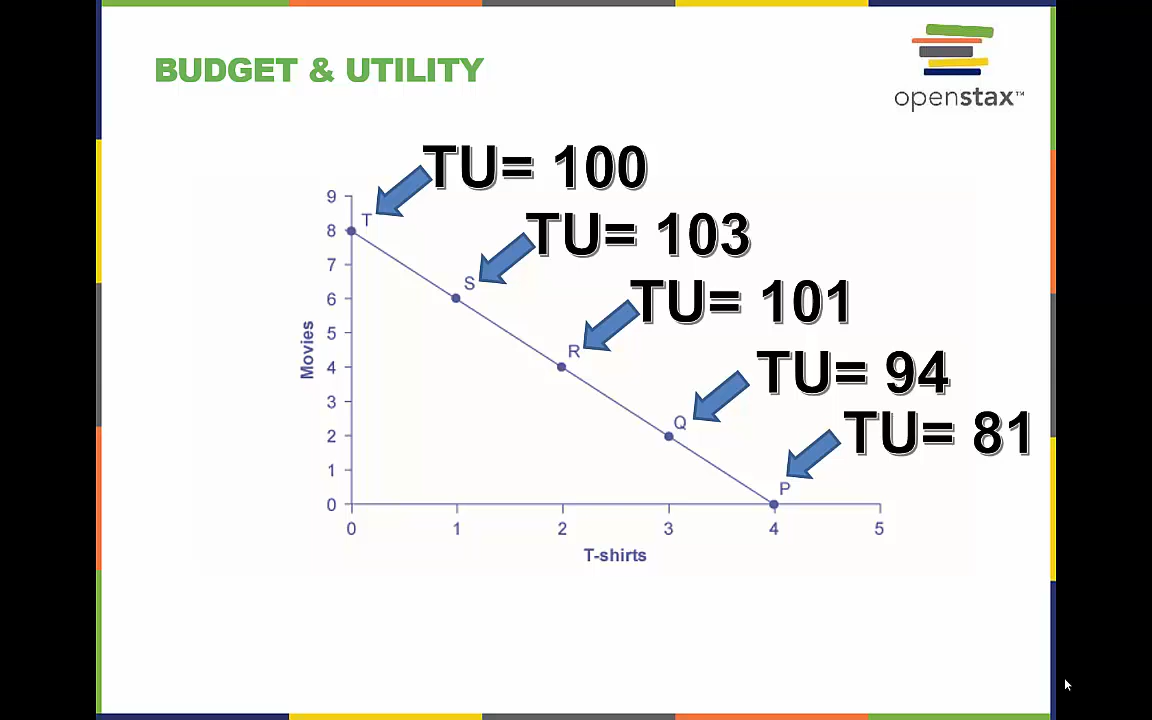 BUDGET & UTILITY
openstax™
TU= 100
TU= 103
TU= 101
TU= 94
TU= 81
T
S
R
Q
P
9
8
7
6
5
4
3
2
1
0
Movies
0 1 2 3 4 5
T-shirts